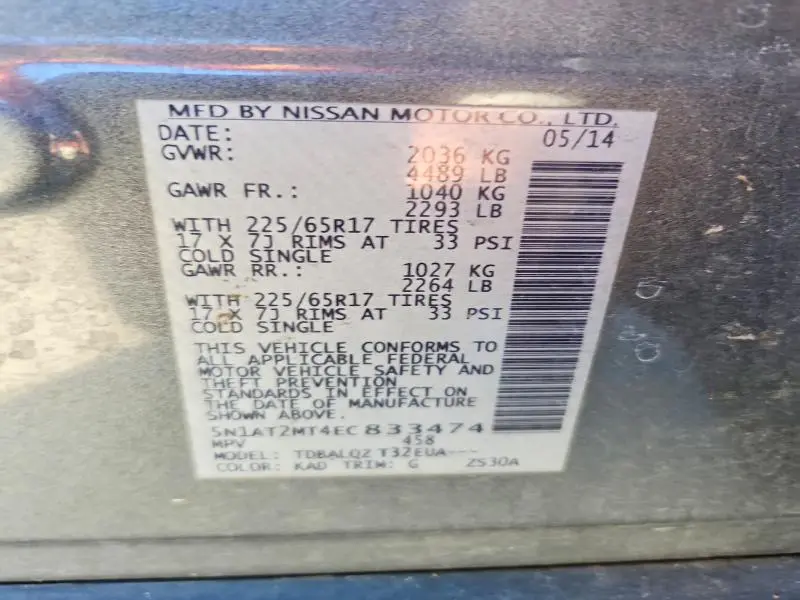 MFD BY NISSAN MOTOR CO., LTD.
DATE: 05/14
GVWR: 2036 KG
4489 LB
GAWR FR.: 1040 KG
2293 LB
WITH 225/65R17 TIRES
17 X 7J RIMS AT 33 PSI
COLD SINGLE
GAWR RR.: 1027 KG
2264 LB
WITH 225/65R17 TIRES
17 X 7J RIMS AT 33 PSI
COLD SINGLE
THIS VEHICLE CONFORMS TO
ALL APPLICABLE FEDERAL
MOTOR VEHICLE SAFETY AND
THEFT PREVENTION
STANDARDS IN EFFECT ON
THE DATE OF MANUFACTURE
SHOWN ABOVE.
5N1AT2MT4EC833474
MPV 458
MODEL: TDBALQZ T32EUA---
COLOR: KAD TRIM: G ZS30A